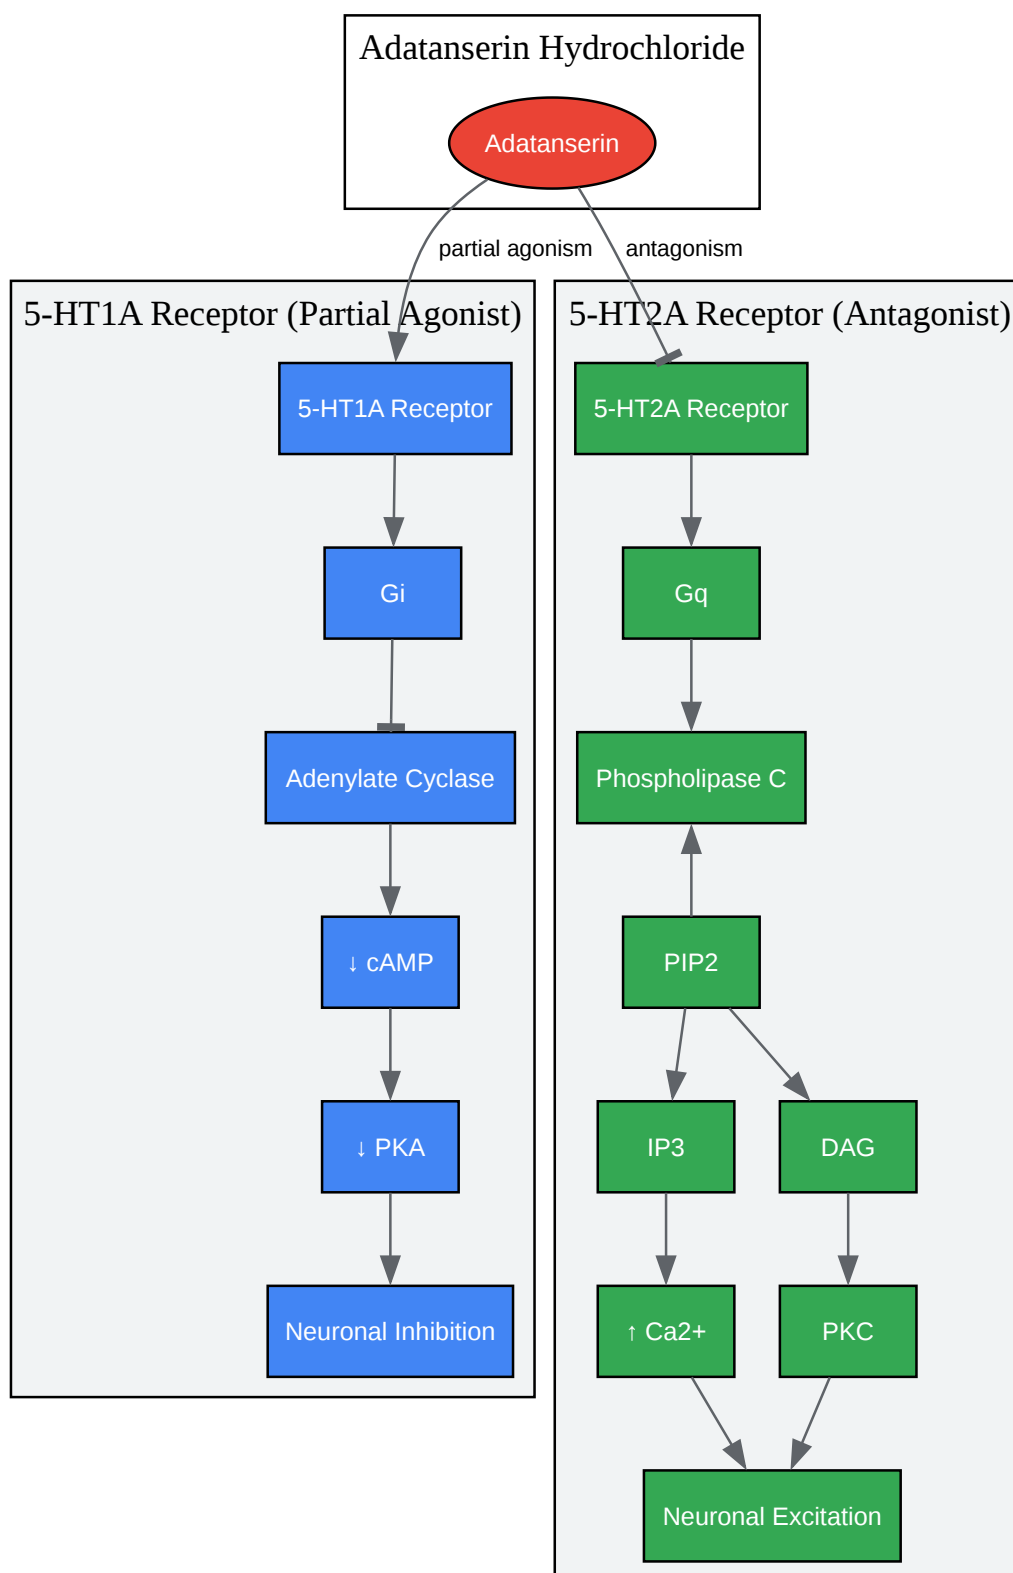 Adatanserin Hydrochloride
Adatanserin
partial agonism
antagonism
5-HT1A Receptor (Partial Agonist)
5-HT1A Receptor
Gi
Adenylate Cyclase
↓ cAMP
↓ PKA
Neuronal Inhibition
5-HT2A Receptor (Antagonist)
5-HT2A Receptor
Gq
Phospholipase C
PIP2
IP3
DAG
↑ Ca2+
PKC
Neuronal Excitation